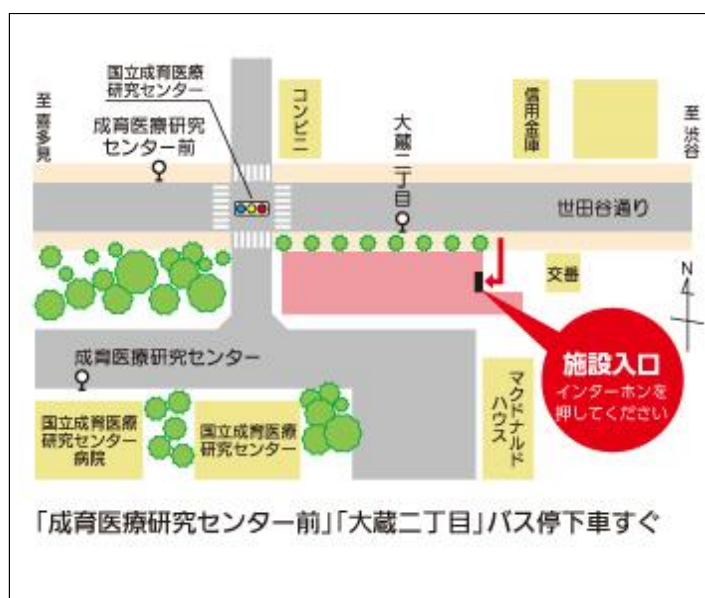 国立成育医療
研究センター
至 喜多見
成育医療研究
センター前
コンビニ
大蔵二丁目
信用金庫
至 渋谷
世田谷通り
交番
N
施設入口
インターホンを
押してください
成育医療研究センター
国立成育医療
研究センター
病院
国立成育医療
研究センター
マクドナルド
ハウス
「成育医療研究センター前」「大蔵二丁目」バス停下車すぐ